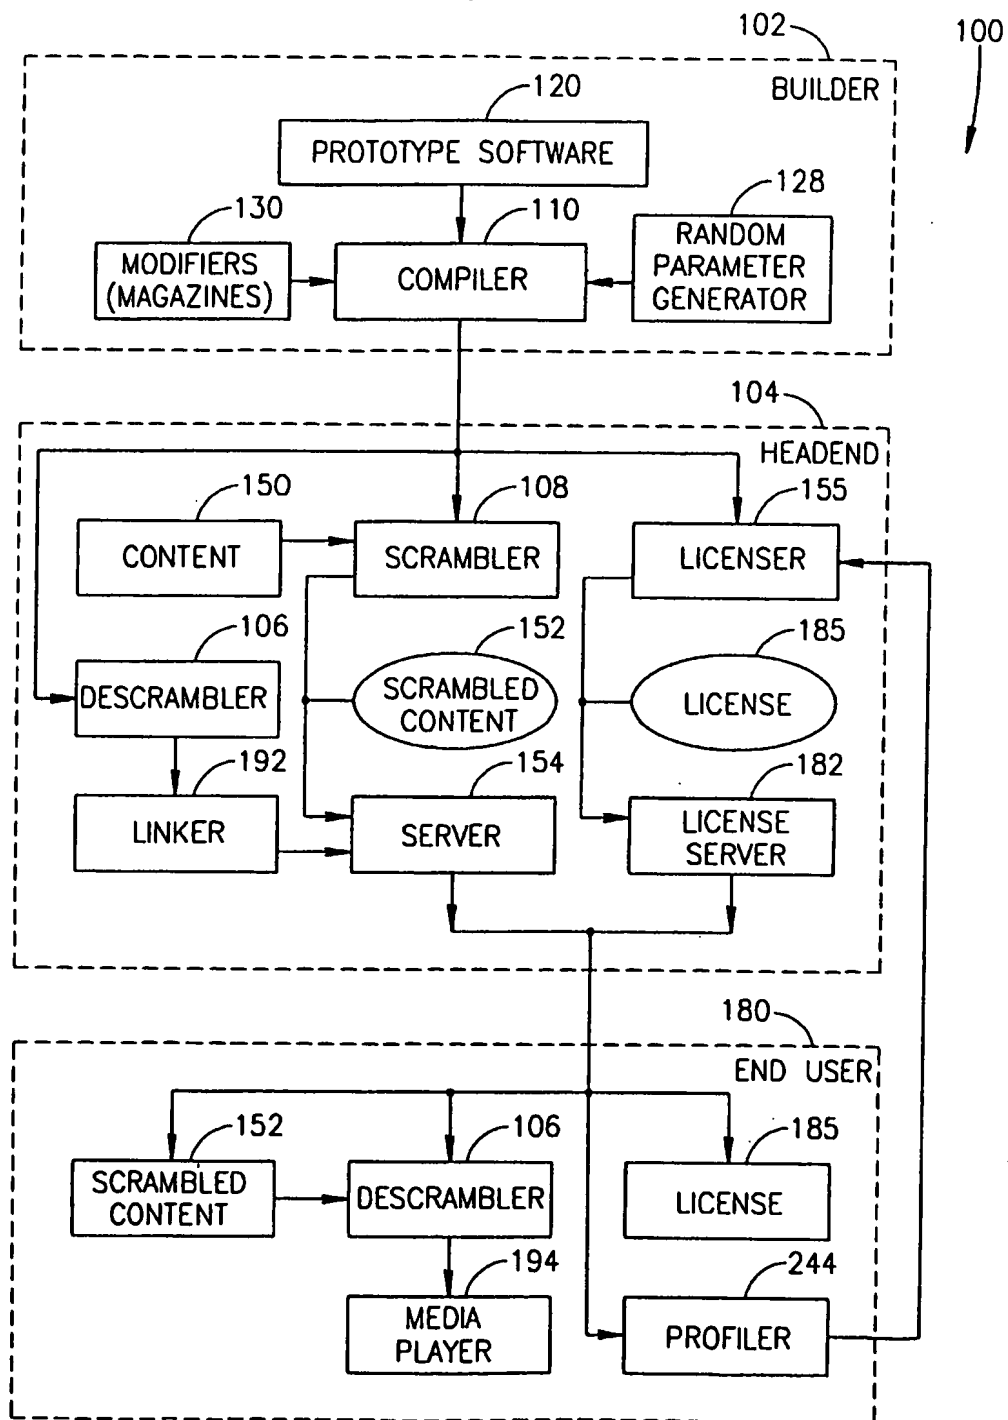 102
100
BUILDER
120
PROTOTYPE SOFTWARE
130
110
128
MODIFIERS
(MAGAZINES)
COMPILER
RANDOM
PARAMETER
GENERATOR
104
HEADEND
150
108
155
CONTENT
SCRAMBLER
LICENSER
106
152
185
DESCRAMBLER
SCRAMBLED
CONTENT
LICENSE
192
154
182
LINKER
SERVER
LICENSE
SERVER
180
END USER
152
106
185
SCRAMBLED
CONTENT
DESCRAMBLER
LICENSE
194
244
MEDIA
PLAYER
PROFILER